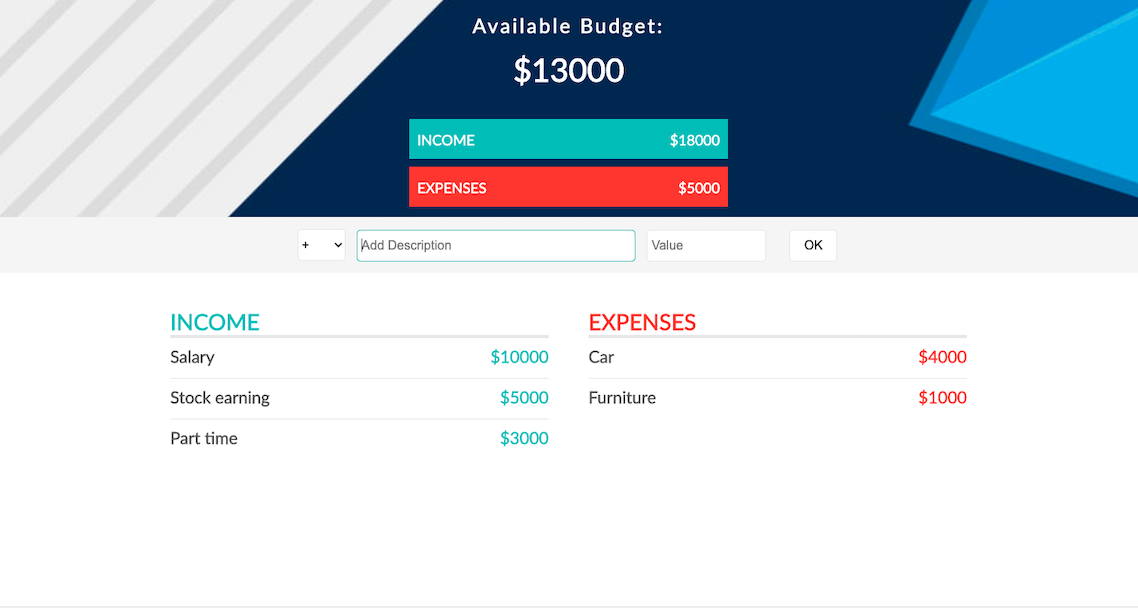 Available Budget:
$13000
INCOME $18000
EXPENSES $5000
+ Add Description Value OK
INCOME
Salary $10000
Stock earning $5000
Part time $3000
EXPENSES
Car $4000
Furniture $1000